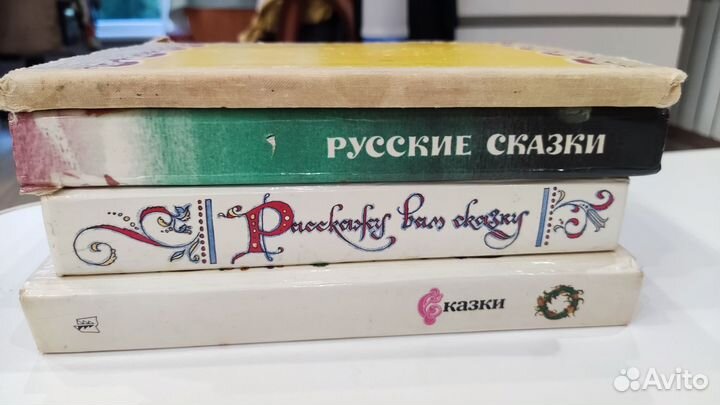 РУССКИЕ СКАЗКИ
Расскажу вам сказку
Сказки
Avito